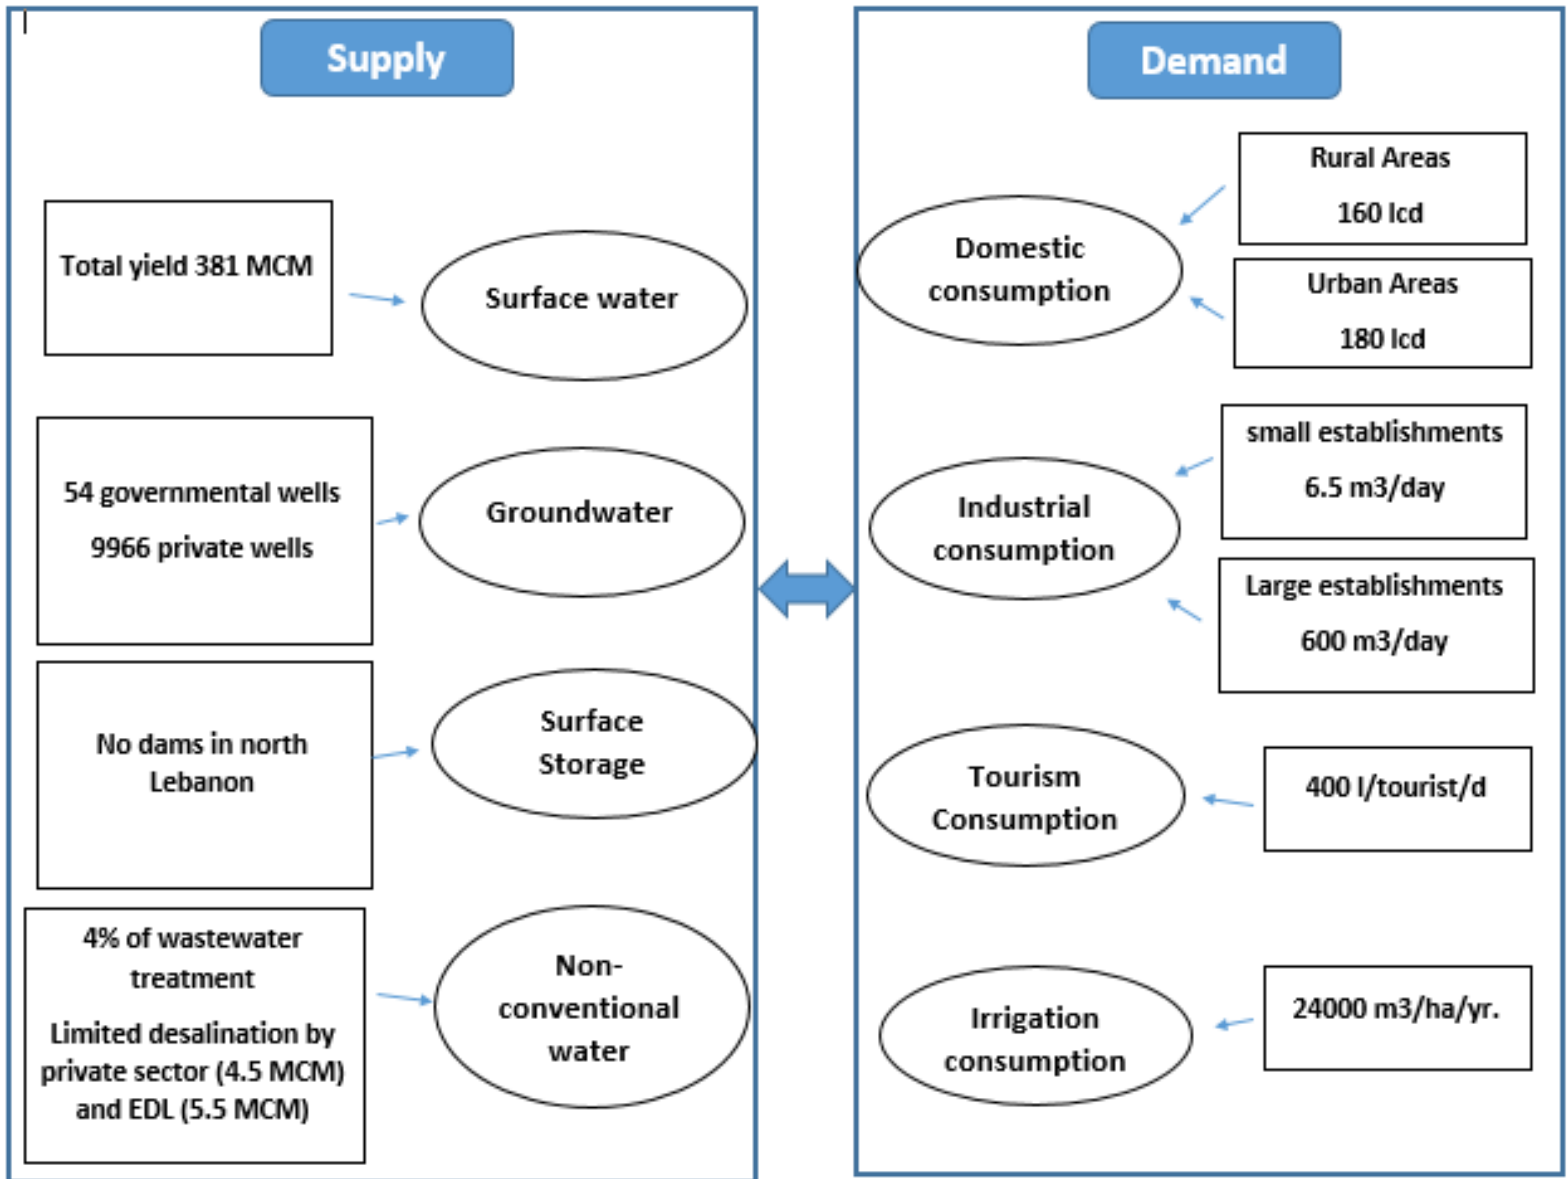 Supply
Total yield 381 MCM
Surface water
54 governmental wells
9966 private wells
Groundwater
No dams in north
Lebanon
Surface
Storage
4% of wastewater
treatment
Limited desalination by
private sector (4.5 MCM)
and EDL (5.5 MCM)
Non-
conventional
water
Demand
Domestic
consumption
Rural Areas
160 lcd
Urban Areas
180 lcd
Industrial
consumption
small establishments
6.5 m3/day
Large establishments
600 m3/day
Tourism
Consumption
400 l/tourist/d
Irrigation
consumption
24000 m3/ha/yr.